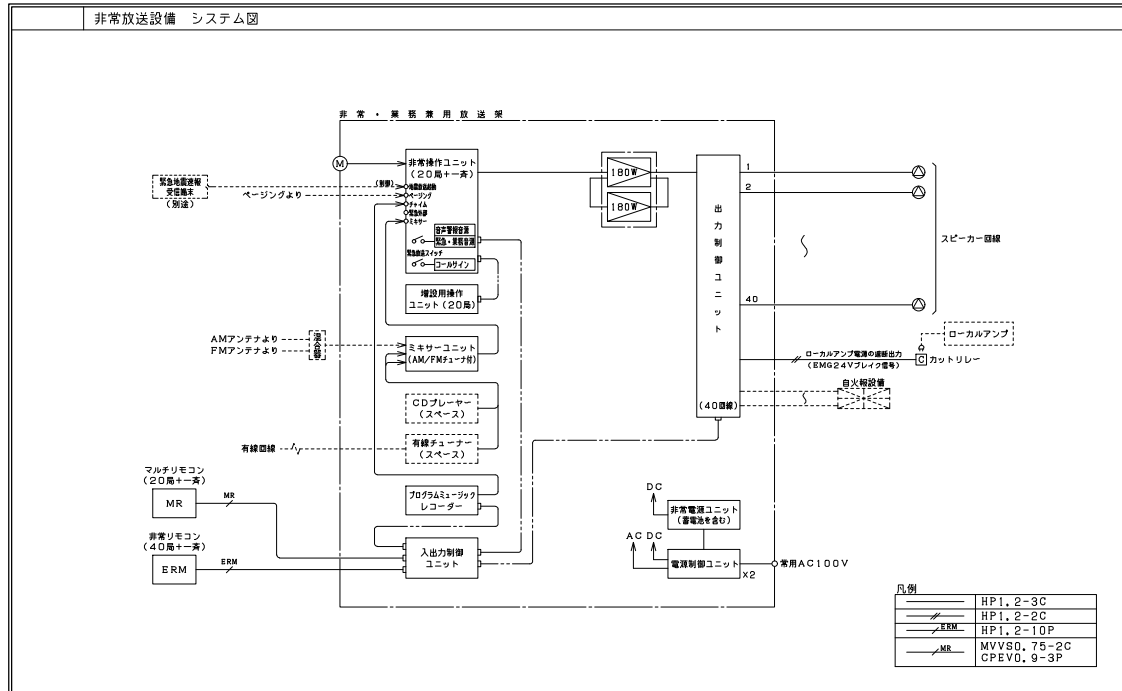 非常放送設備 システム図
非常・業務兼用放送架
M
非常操作ユニット
(20局+一斉)
緊急地震速報
受信端末
(別途)
(別御)
地震音起動
ページングより
ページング
チャイム
緊急外部
ミキサー
音声警報音源
緊急・業務音源
緊急放送スイッチ
コールサイン
増設用操作
ユニット(20局)
AMアンテナより
FMアンテナより
混合器
ミキサーユニット
(AM/FMチューナ付)
CDプレーヤー
(スペース)
有線回線
有線チューナー
(スペース)
プログラムミュージック
レコーダー
マルチリモコン
(20局+一斉)
MR
MR
非常リモコン
(40局+一斉)
ERM
ERM
入出力制御
ユニット
180W
180W
出力制御ユニット
(40回線)
1
2
40
スピーカー回線
ローカルアンプ
ローカルアンプ電源の遮断出力
(EMG24Vブレイク信号)
C カットリレー
自火報設備
DC
非常電源ユニット
(蓄電池を含む)
AC DC
電源制御ユニット
×2
常用AC100V
凡例
HP1.2-3C
HP1.2-2C
ERM HP1.2-10P
MR MVVS0.75-2C
CPEV0.9-3P